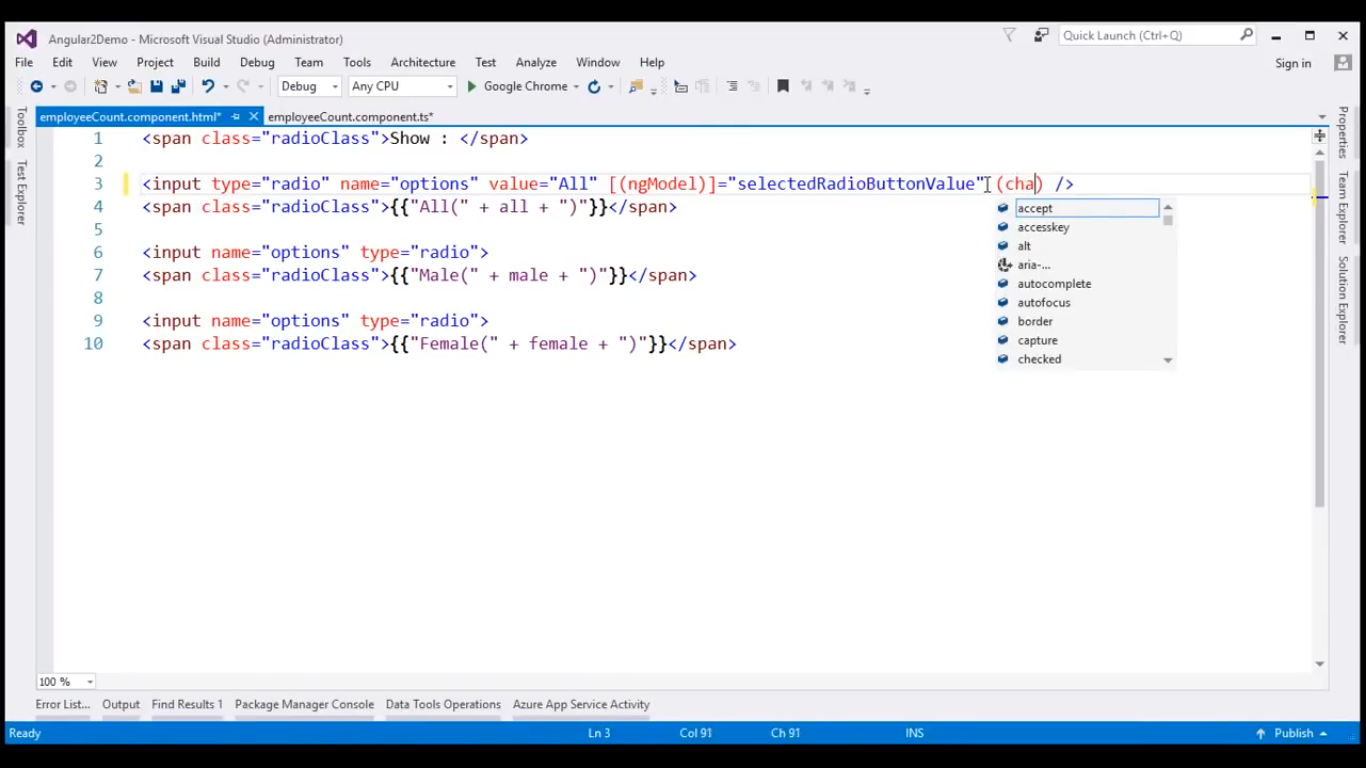 Angular2Demo - Microsoft Visual Studio (Administrator)
Quick Launch (Ctrl+Q)
File Edit View Project Build Debug Team Tools Architecture Test Analyze Window Help
Sign in
Debug Any CPU Google Chrome
employeeCount.component.html* employeeCount.component.ts*
Toolbox
Test Explorer
Properties
Team Explorer
Solution Explorer
1 <span class="radioClass">Show : </span>
2
3 <input type="radio" name="options" value="All" [(ngModel)]="selectedRadioButtonValue" (cha) />
4 <span class="radioClass">{{"All(" + all + ")"}}</span>
5
6 <input name="options" type="radio">
7 <span class="radioClass">{{"Male(" + male + ")"}}</span>
8
9 <input name="options" type="radio">
10 <span class="radioClass">{{"Female(" + female + ")"}}</span>
accept
accesskey
alt
aria-...
autocomplete
autofocus
border
capture
checked
100 %
Error List... Output Find Results 1 Package Manager Console Data Tools Operations Azure App Service Activity
Ready Ln 3 Col 91 Ch 91 INS Publish